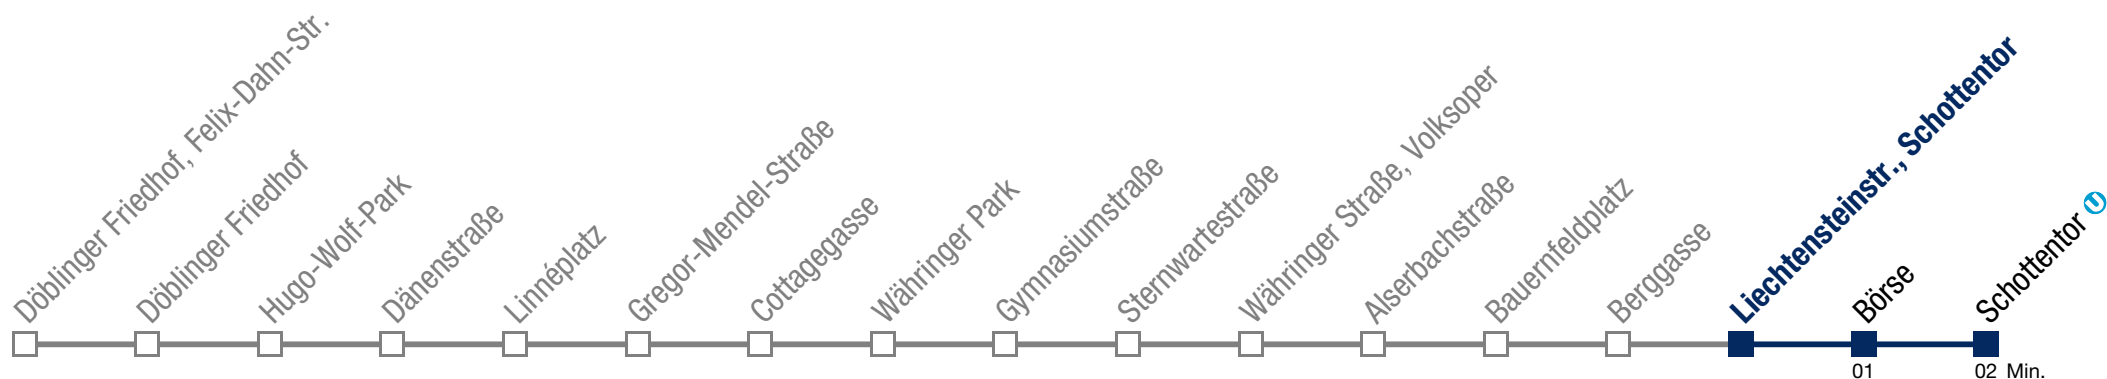 Döblinger Friedhof, Felix-Dahn-Str.
Döblinger Friedhof
Hugo-Wolf-Park
Dänenstraße
Linnéplatz
Gregor-Mendel-Straße
Cottagegasse
Währinger Park
Gymnasiumstraße
Sternwartestraße
Währinger Straße, Volksoper
Alserbachstraße
Bauernfeldplatz
Berggasse
Liechtensteinstr., Schottentor
Börse
Schottentor U
01
02 Min.